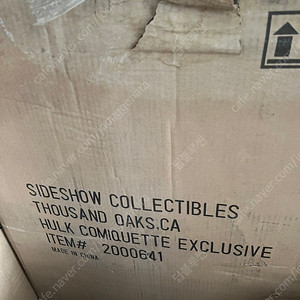 SIDESHOW COLLECTIBLES
THOUSAND OAKS.CA
HULK COMIQUETTE EXCLUSIVE
ITEM# 2000641
MADE IN CHINA